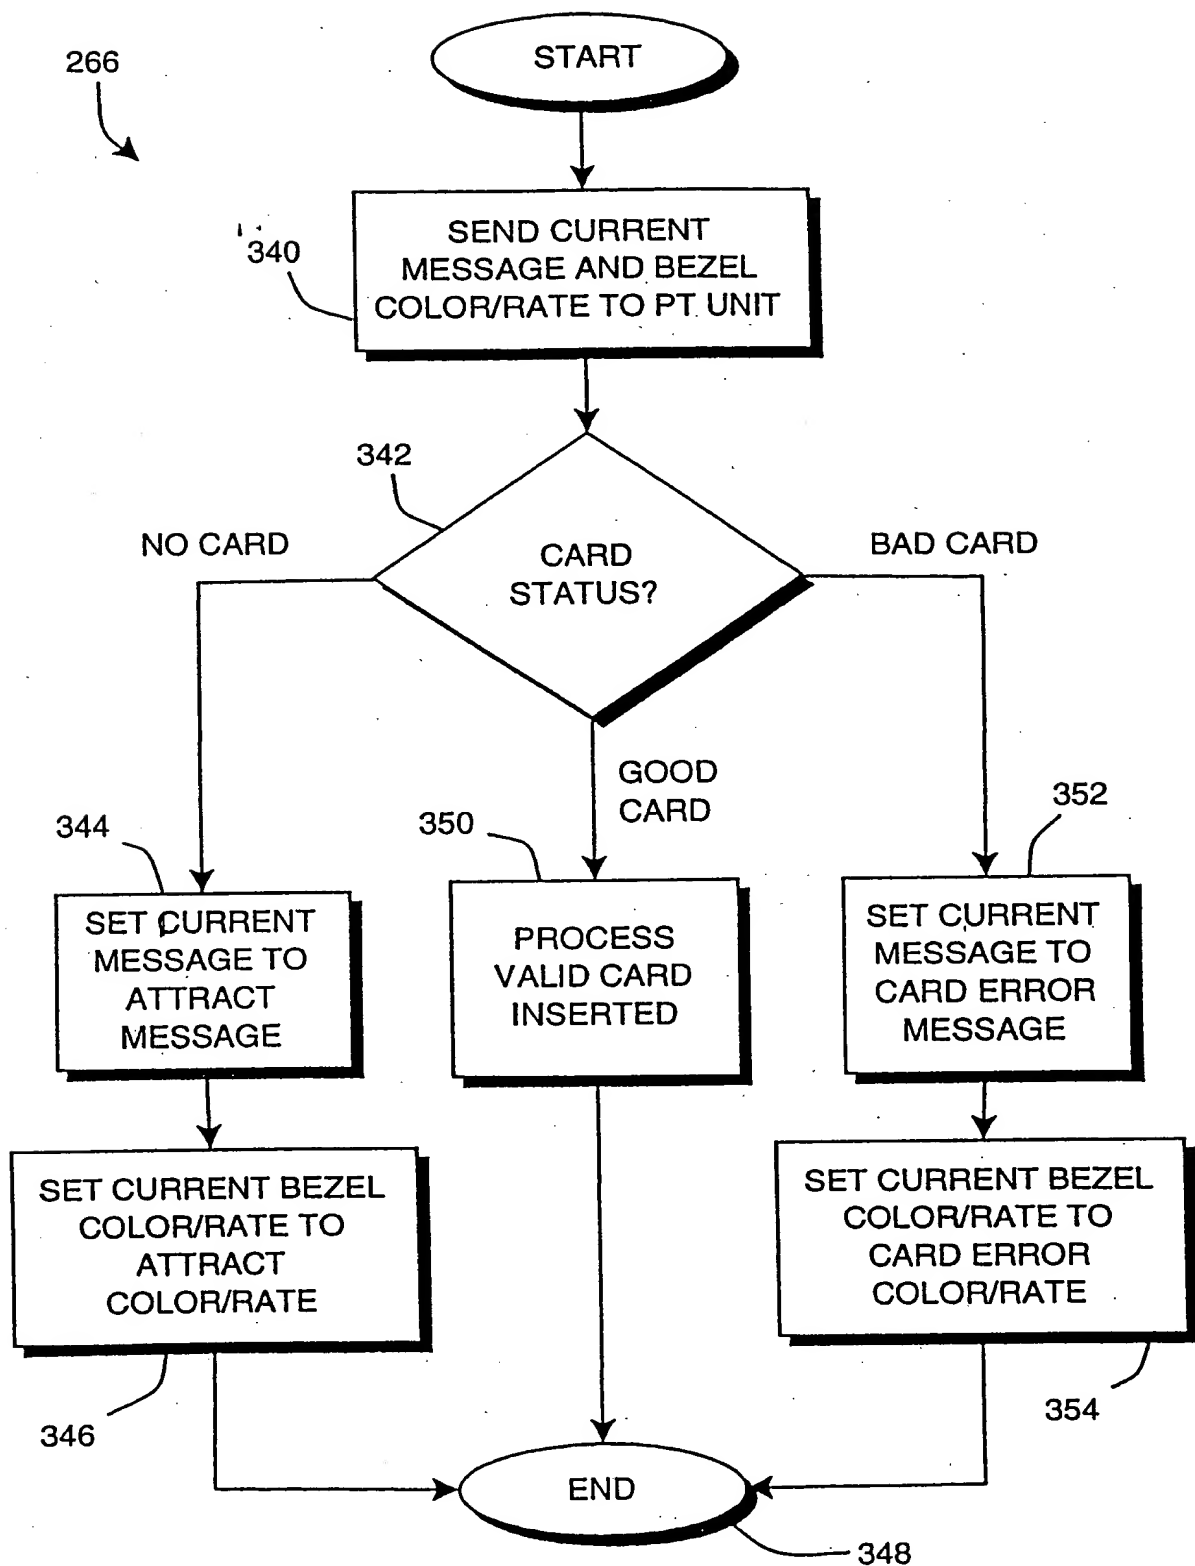 266
START
340
SEND CURRENT
MESSAGE AND BEZEL
COLOR/RATE TO PT UNIT
342
NO CARD
CARD
STATUS?
BAD CARD
GOOD
CARD
344
SET CURRENT
MESSAGE TO
ATTRACT
MESSAGE
350
PROCESS
VALID CARD
INSERTED
352
SET CURRENT
MESSAGE TO
CARD ERROR
MESSAGE
SET CURRENT BEZEL
COLOR/RATE TO
ATTRACT
COLOR/RATE
346
SET CURRENT BEZEL
COLOR/RATE TO
CARD ERROR
COLOR/RATE
354
END
348